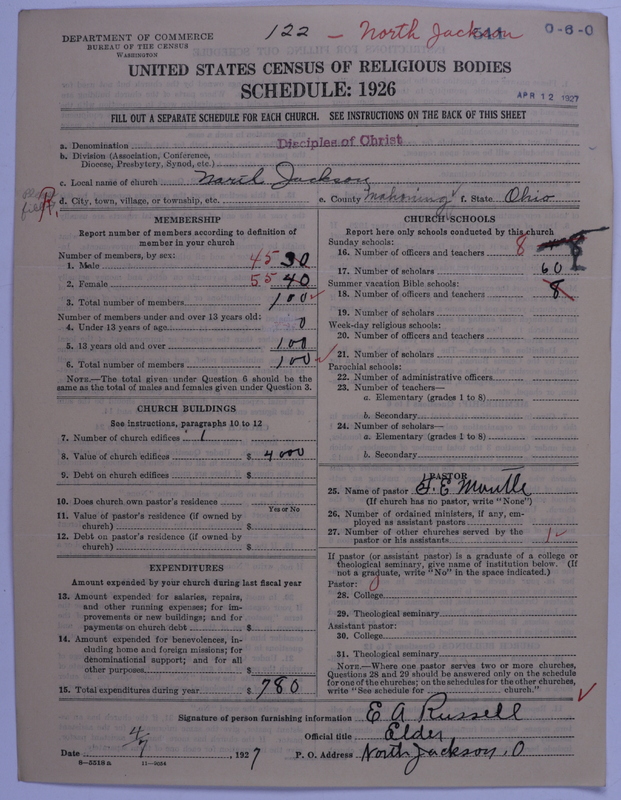 122 - North Jackson
0-6-0
DEPARTMENT OF COMMERCE
BUREAU OF THE CENSUS
WASHINGTON
UNITED STATES CENSUS OF RELIGIOUS BODIES
SCHEDULE: 1926
APR 12 1927
FILL OUT A SEPARATE SCHEDULE FOR EACH CHURCH. SEE INSTRUCTIONS ON THE BACK OF THIS SHEET
a. Denomination Disciples of Christ
b. Division (Association, Conference,
Diocese, Presbytery, Synod, etc.)
c. Local name of church North Jackson
d. City, town, village, or township, etc. e. County Mahoning f. State Ohio
MEMBERSHIP
Report number of members according to definition of
member in your church
Number of members, by sex:
1. Male 45 30
2. Female 55 40
3. Total number of members 100
Number of members under and over 13 years old:
4. Under 13 years of age 0
5. 13 years old and over 100
6. Total number of members 100
NOTE.—The total given under Question 6 should be
same as the total of males and females given under Question 3.
CHURCH BUILDINGS
See instructions, paragraphs 10 to 12
7. Number of church edifices 1
8. Value of church edifices $ 4000
9. Debt on church edifices $
10. Does church own pastor's residence
Yes or No
11. Value of pastor's residence (if owned by
church) $
12. Debt on pastor's residence (if owned by
church) $
EXPENDITURES
Amount expended by your church during last fiscal year
13. Amount expended for salaries, repairs,
and other running expenses; for im-
provements or new buildings; and for
payments on church debt $
14. Amount expended for benevolences, in-
cluding home and foreign missions; for
denominational support; and for all
other purposes $
15. Total expenditures during year $ 780
CHURCH SCHOOLS
Report here only schools conducted by this church
Sunday schools:
16. Number of officers and teachers 8
17. Number of scholars 60
Summer vacation Bible schools:
18. Number of officers and teachers 8
19. Number of scholars
Week-day religious schools:
20. Number of officers and teachers
21. Number of scholars
Parochial schools:
22. Number of administrative officers
23. Number of teachers—
a. Elementary (grades 1 to 8)
b. Secondary
24. Number of scholars—
a. Elementary (grades 1 to 8)
b. Secondary
PASTOR
25. Name of pastor
(If church has no pastor, write "None")
26. Number of ordained ministers, if any, em-
ployed as assistant pastors
27. Number of other churches served by the
pastor or his assistants 1
If pastor (or assistant pastor) is a graduate of a college or
theological seminary, give name of institution below. (If
not a graduate, write "No" in the space indicated.)
Pastor:
28. College
29. Theological seminary
Assistant pastor:
30. College
31. Theological seminary
NOTE.—Where one pastor serves two or more churches,
Questions 28 and 29 should be answered only on the schedule
for one of the churches; on the schedules for the other churches,
write "See schedule for church."
Signature of person furnishing information E A Russell
Official title Elder
Date 4/7, 1927 P. O. Address North Jackson, O
8-5518 a